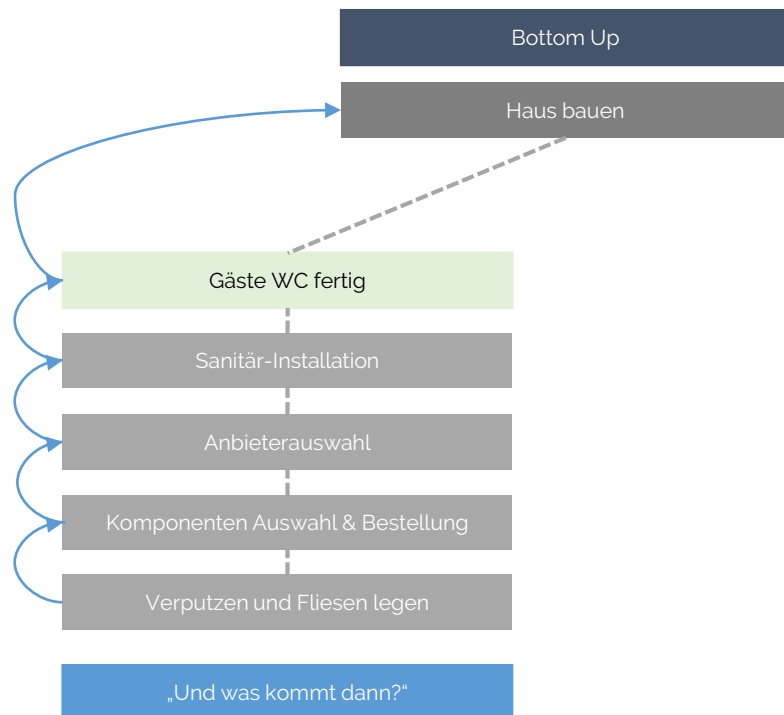 Bottom Up
Haus bauen
Gäste WC fertig
Sanitär-Installation
Anbieterauswahl
Komponenten Auswahl & Bestellung
Verputzen und Fliesen legen
„Und was kommt dann?“